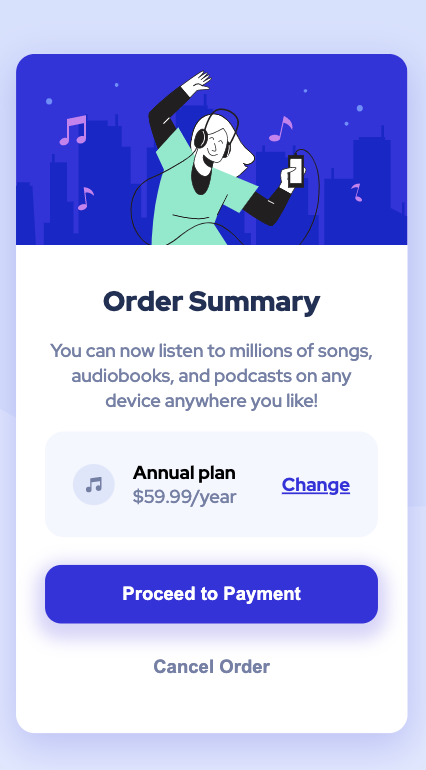 Order Summary
You can now listen to millions of songs,
audiobooks, and podcasts on any
device anywhere you like!
Annual plan
$59.99/year
Change
Proceed to Payment
Cancel Order